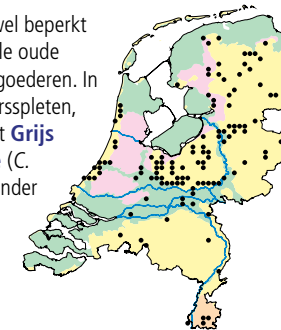 wel beperkt
le oude
goederen. In
rsspleten,
t Grijs
(C.
nder